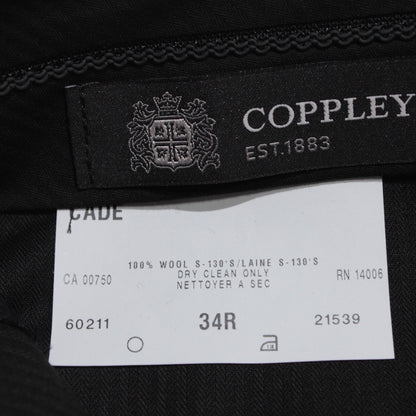 COPPLEY
EST.1883
CADE
100% WOOL S-130'S/LAINE S-130'S
CA 00750 DRY CLEAN ONLY RN 14006
NETTOYER A SEC
60211 34R 21539